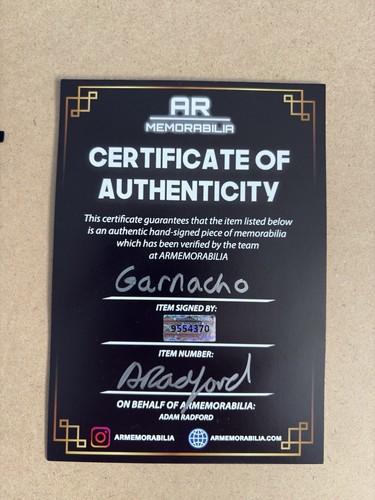 AR
MEMORABILIA
CERTIFICATE OF
AUTHENTICITY
This certificate guarantees that the item listed below
is an authentic hand-signed piece of memorabilia
which has been verified by the team
at ARMEMORABILIA
Garnacho
ITEM SIGNED BY:
9554370
ITEM NUMBER:
ARadford
ON BEHALF OF ARMEMORABILIA:
ADAM RADFORD
ARMEMORABILIA ARMEMORABILIA.COM